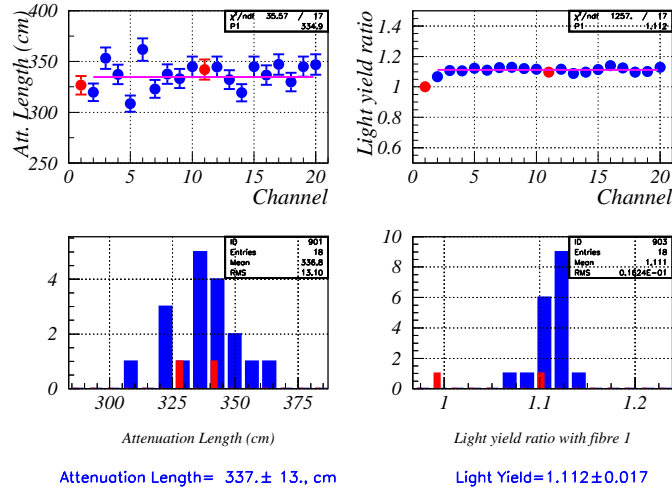 400
350
300
250
Att. Length (cm)
χ²/ndf 35.57 / 17
P1 334.9
0 5 10 15 20
Channel
1.4
1.2
1
0.8
0.6
Light yield ratio
χ²/ndf 1257. / 17
P1 1.112
0 5 10 15 20
Channel
4
2
0
ID 901
Entries 18
Mean 336.8
RMS 13.10
300 325 350 375
Attenuation Length (cm)
10
8
6
4
2
0
ID 903
Entries 18
Mean 1.111
RMS 0.1624E-01
1 1.1 1.2
Light yield ratio with fibre 1
Attenuation Length= 337.± 13., cm
Light Yield=1.112±0.017